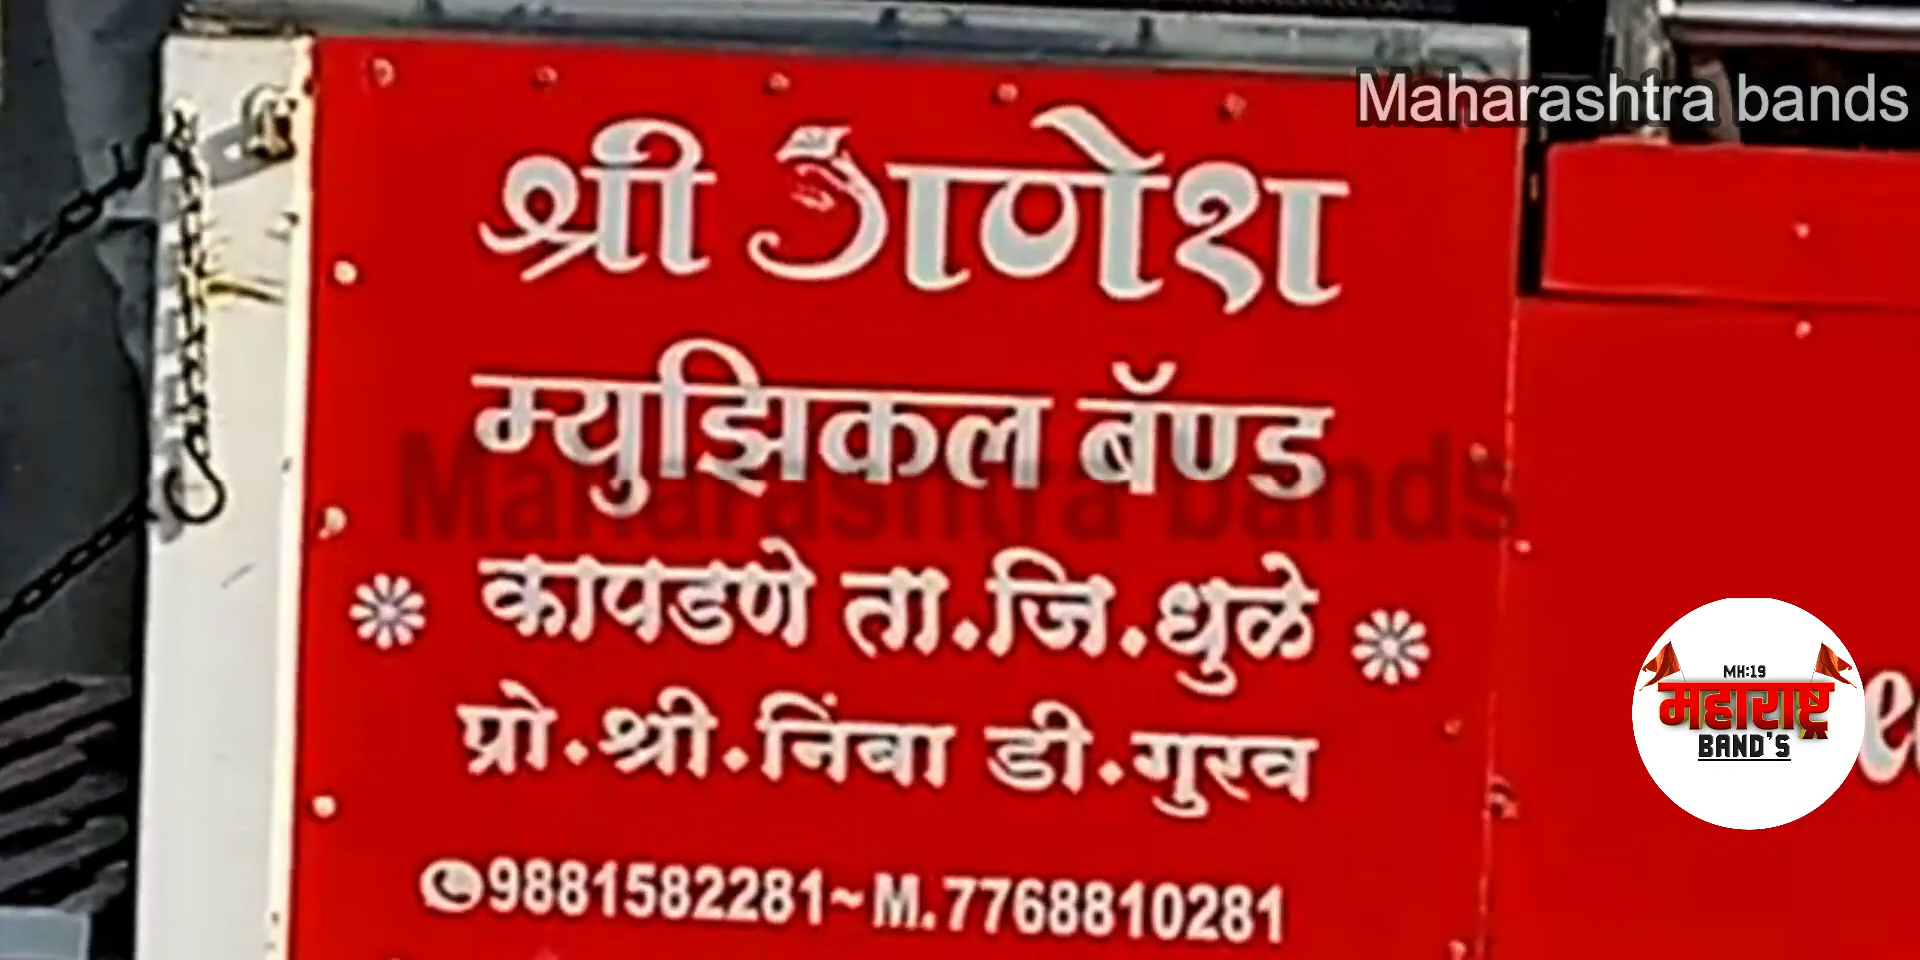 Maharashtra bands
श्री गणेश
म्युझिकल बॅण्ड
Maharashtra bands
कापडणे ता.जि.धुळे
प्रो.श्री.निंबा डी.गुरव
9881582281~M.7768810281
MH:19
महाराष्ट्र
BAND'S